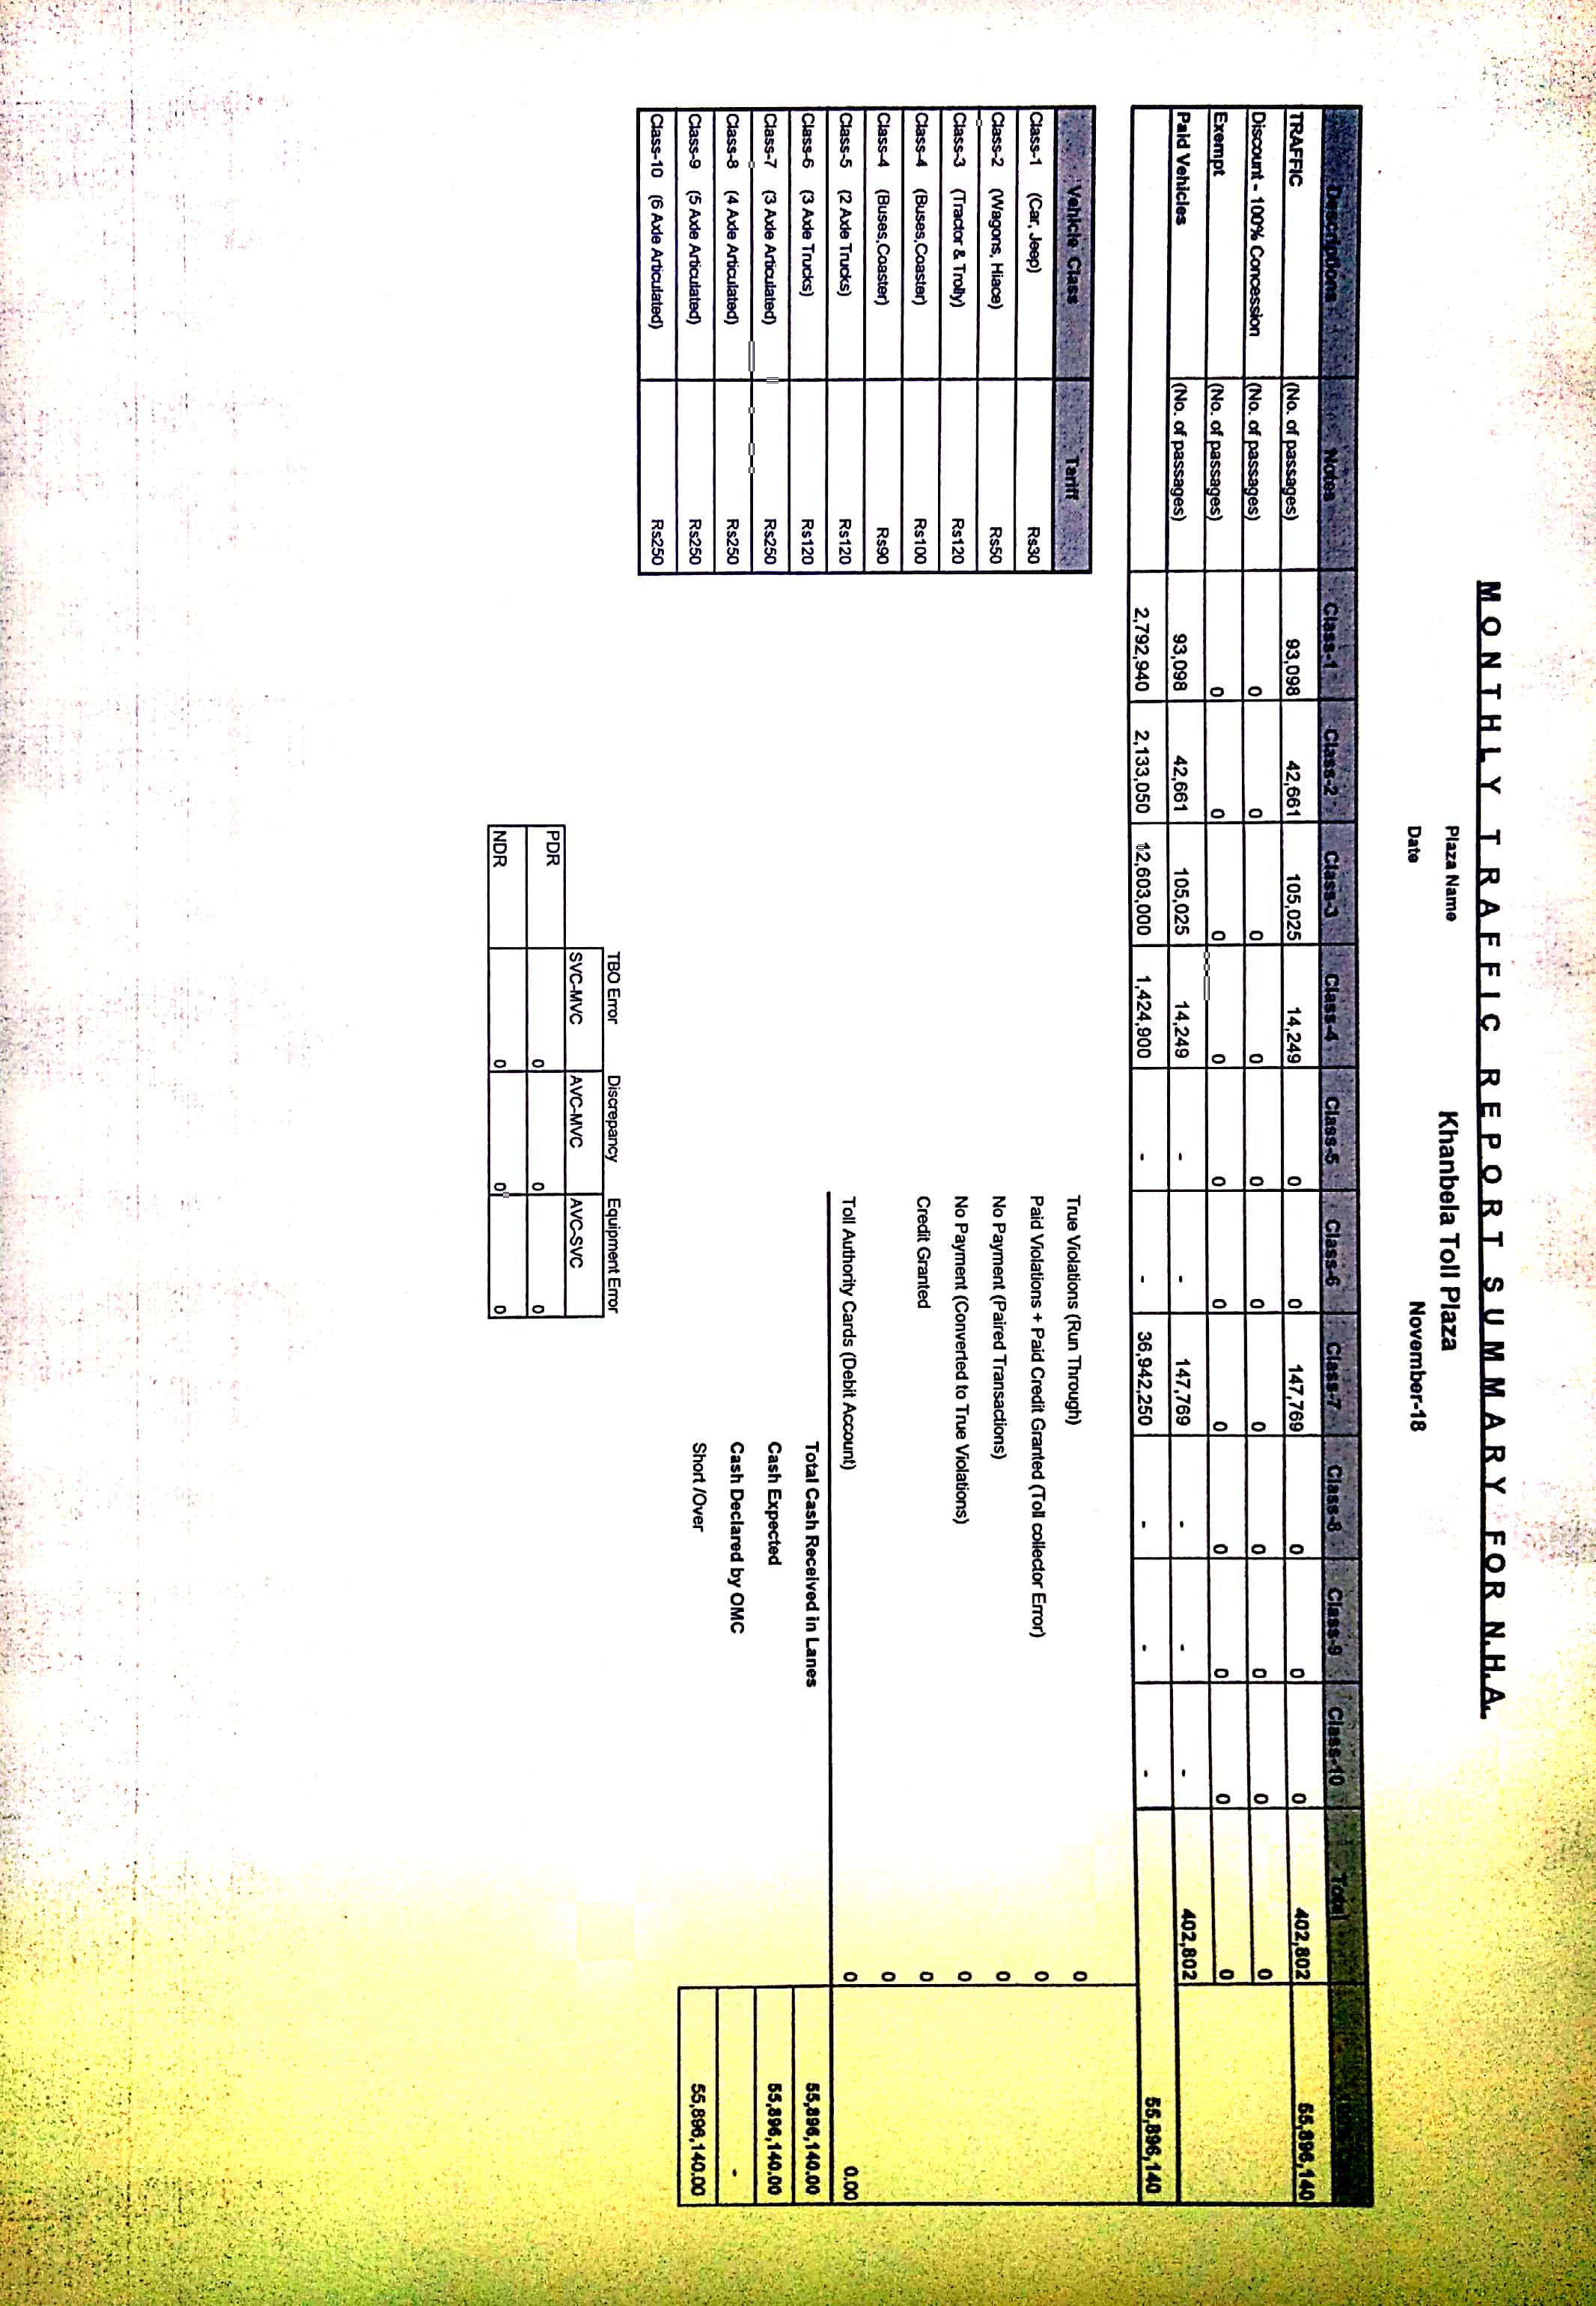 MONTHLY TRAFFIC REPORT SUMMARY FOR N.H.A.
Plaza Name Khanbela Toll Plaza
Date November-18
Descriptions Notes Class-1 Class-2 Class-3 Class-4 Class-5 Class-6 Class-7 Class-8 Class-9 Class-10 Total
TRAFFIC (No. of passages) 93,098 42,661 105,025 14,249 0 0 147,769 0 0 0 402,802 55,896,140
Discount - 100% Concession (No. of passages) 0 0 0 0 0 0 0 0 0 0 0
Exempt (No. of passages) 0 0 0 0 0 0 0 0 0 0 0
Paid Vehicles (No. of passages) 93,098 42,661 105,025 14,249 - - 147,769 - - - 402,802
2,792,940 2,133,050 12,603,000 1,424,900 - - 36,942,250 - - - 55,896,140
Vehicle Class Tariff
Class-1 (Car, Jeep) Rs30
Class-2 (Wagons, Hiace) Rs50
Class-3 (Tractor & Trolly) Rs120
Class-4 (Buses,Coaster) Rs100
Class-4 (Buses,Coaster) Rs90
Class-5 (2 Axle Trucks) Rs120
Class-6 (3 Axle Trucks) Rs120
Class-7 (3 Axle Articulated) Rs250
Class-8 (4 Axle Articulated) Rs250
Class-9 (5 Axle Articulated) Rs250
Class-10 (6 Axle Articulated) Rs250
True Violations (Run Through) 0
Paid Violations + Paid Credit Granted (Toll collector Error) 0
No Payment (Paired Transactions) 0
No Payment (Converted to True Violations) 0
Credit Granted 0
0
Toll Authority Cards (Debit Account) 0 0.00
Total Cash Received in Lanes 55,896,140.00
Cash Expected 55,896,140.00
Cash Declared by OMC -
Short /Over 55,896,140.00
TBO Error Discrepancy Equipment Error
SVC-MVC AVC-MVC AVC-SVC
PDR 0 0 0
NDR 0 0 0